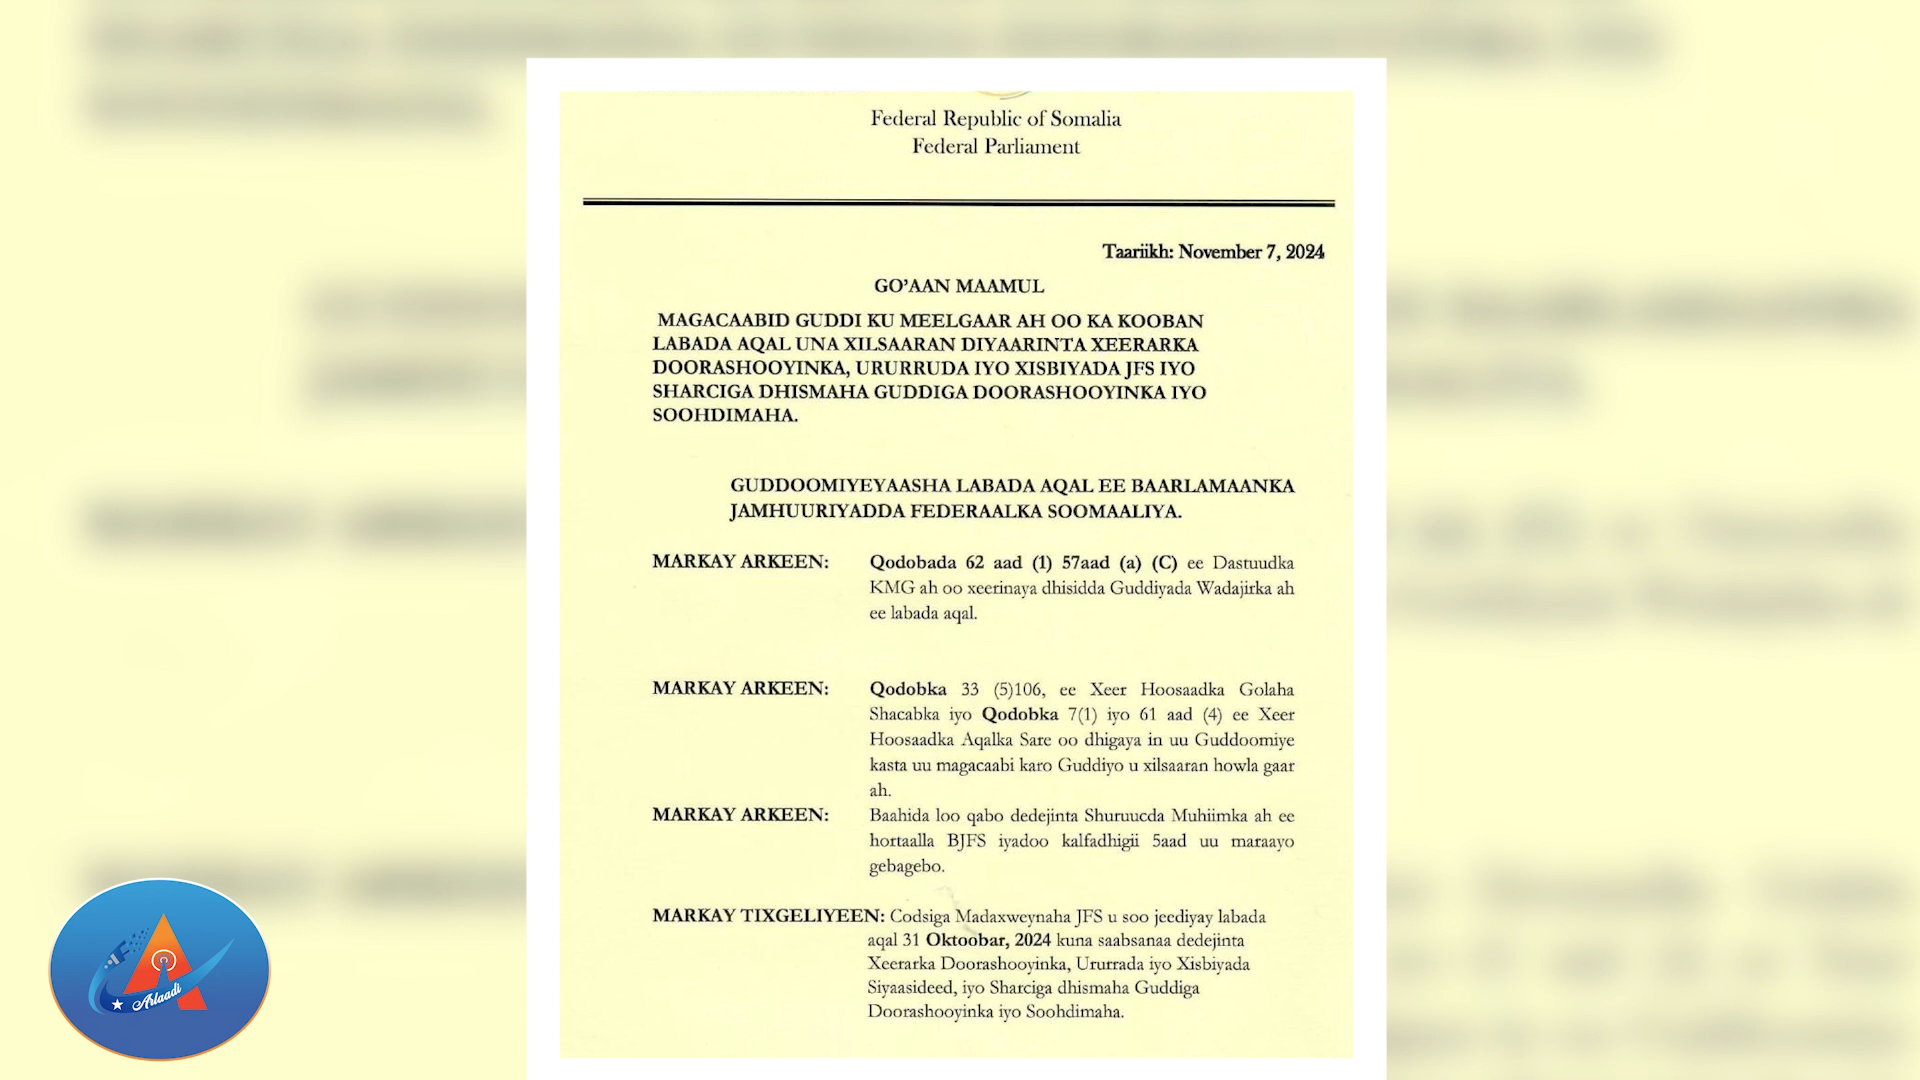 Federal Republic of Somalia
Federal Parliament
Taariikh: November 7, 2024
GO’AAN MAAMUL
MAGACAABID GUDDI KU MEELGAAR AH OO KA KOOBAN
LABADA AQAL UNA XILSAARAN DIYAARINTA XEERARKA
DOORASHOOYINKA, URURRUDA IYO XISBIYADA JFS IYO
SHARCIGA DHISMAHA GUDDIGA DOORASHOOYINKA IYO
SOOHDIMAHA.
GUDDOOMIYEYAASHA LABADA AQAL EE BAARLAMAANKA
JAMHUURIYADDA FEDERAALKA SOOMAALIYA.
MARKAY ARKEEN: Qodobada 62 aad (1) 57aad (a) (C) ee Dastuudka
KMG ah oo xeerinaya dhisidda Guddiyada Wadajirka ah
ee labada aqal.
MARKAY ARKEEN: Qodobka 33 (5)106, ee Xeer Hoosaadka Golaha
Shacabka iyo Qodobka 7(1) iyo 61 aad (4) ee Xeer
Hoosaadka Aqalka Sare oo dhigaya in uu Guddoomiye
kasta uu magacaabi karo Guddiyo u xilsaaran howla gaar
ah.
MARKAY ARKEEN: Baahida loo qabo dedejinta Shuruucda Muhiimka ah ee
hortaalla BJFS iyadoo kalfadhigii 5aad uu maraayo
gebagebo.
MARKAY TIXGELIYEEN: Codsiga Madaxweynaha JFS u soo jeediyay labada
aqal 31 Oktoobar, 2024 kuna saabsanaa dedejinta
Xeerarka Doorashooyinka, Ururrada iyo Xisbiyada
Siyaasideed, iyo Sharciga dhismaha Guddiga
Doorashooyinka iyo Soohdimaha.
Arlaadi